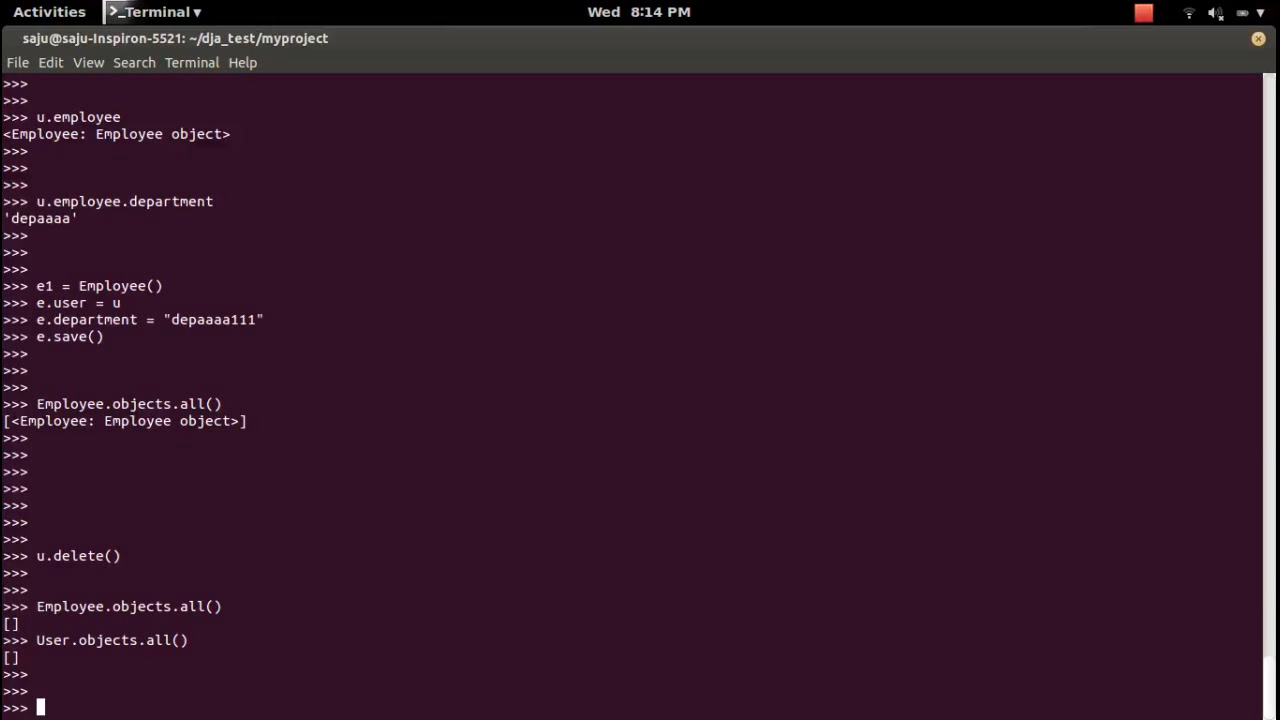 Activities Terminal Wed 8:14 PM
saju@saju-Inspiron-5521: ~/dja_test/myproject
File Edit View Search Terminal Help
>>>
>>>
>>> u.employee
<Employee: Employee object>
>>>
>>>
>>>
>>> u.employee.department
'depaaaa'
>>>
>>>
>>>
>>> e1 = Employee()
>>> e.user = u
>>> e.department = "depaaaa111"
>>> e.save()
>>>
>>>
>>>
>>> Employee.objects.all()
[<Employee: Employee object>]
>>>
>>>
>>>
>>>
>>>
>>>
>>>
>>> u.delete()
>>>
>>>
>>> Employee.objects.all()
[]
>>> User.objects.all()
[]
>>>
>>>
>>>